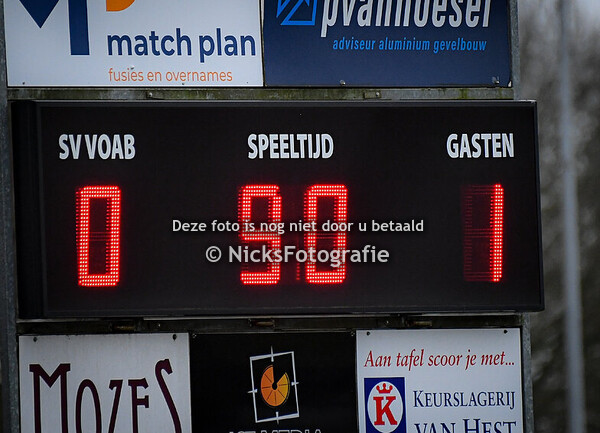 match plan
fusies en overnames
pvanhoesel
adviseur aluminium gevelbouw
SV VOAB
SPEELTIJD
GASTEN
0
90
1
Deze foto is nog niet door u betaald
© NicksFotografie
MOZES
Aan tafel scoor je met...
K
KEURSLAGERIJ
VAN HEST